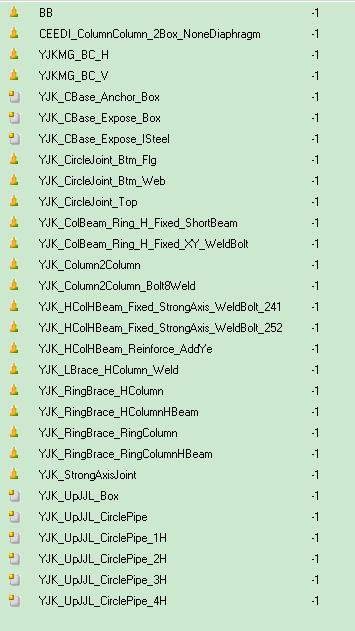 BB -1
CEEDI_ColumnColumn_2Box_NoneDiaphragm -1
YJKMG_BC_H -1
YJKMG_BC_V -1
YJK_CBase_Anchor_Box -1
YJK_CBase_Expose_Box -1
YJK_CBase_Expose_ISteel -1
YJK_CircleJoint_Btm_Flg -1
YJK_CircleJoint_Btm_Web -1
YJK_CircleJoint_Top -1
YJK_ColBeam_Ring_H_Fixed_ShortBeam -1
YJK_ColBeam_Ring_H_Fixed_XY_WeldBolt -1
YJK_Column2Column -1
YJK_Column2Column_Bolt8Weld -1
YJK_HColHBeam_Fixed_StrongAxis_WeldBolt_241 -1
YJK_HColHBeam_Fixed_StrongAxis_WeldBolt_252 -1
YJK_HColHBeam_Reinforce_AddYe -1
YJK_LBrace_HColumn_Weld -1
YJK_RingBrace_HColumn -1
YJK_RingBrace_HColumnHBeam -1
YJK_RingBrace_RingColumn -1
YJK_RingBrace_RingColumnHBeam -1
YJK_StrongAxisJoint -1
YJK_UpJJL_Box -1
YJK_UpJJL_CirclePipe -1
YJK_UpJJL_CirclePipe_1H -1
YJK_UpJJL_CirclePipe_2H -1
YJK_UpJJL_CirclePipe_3H -1
YJK_UpJJL_CirclePipe_4H -1